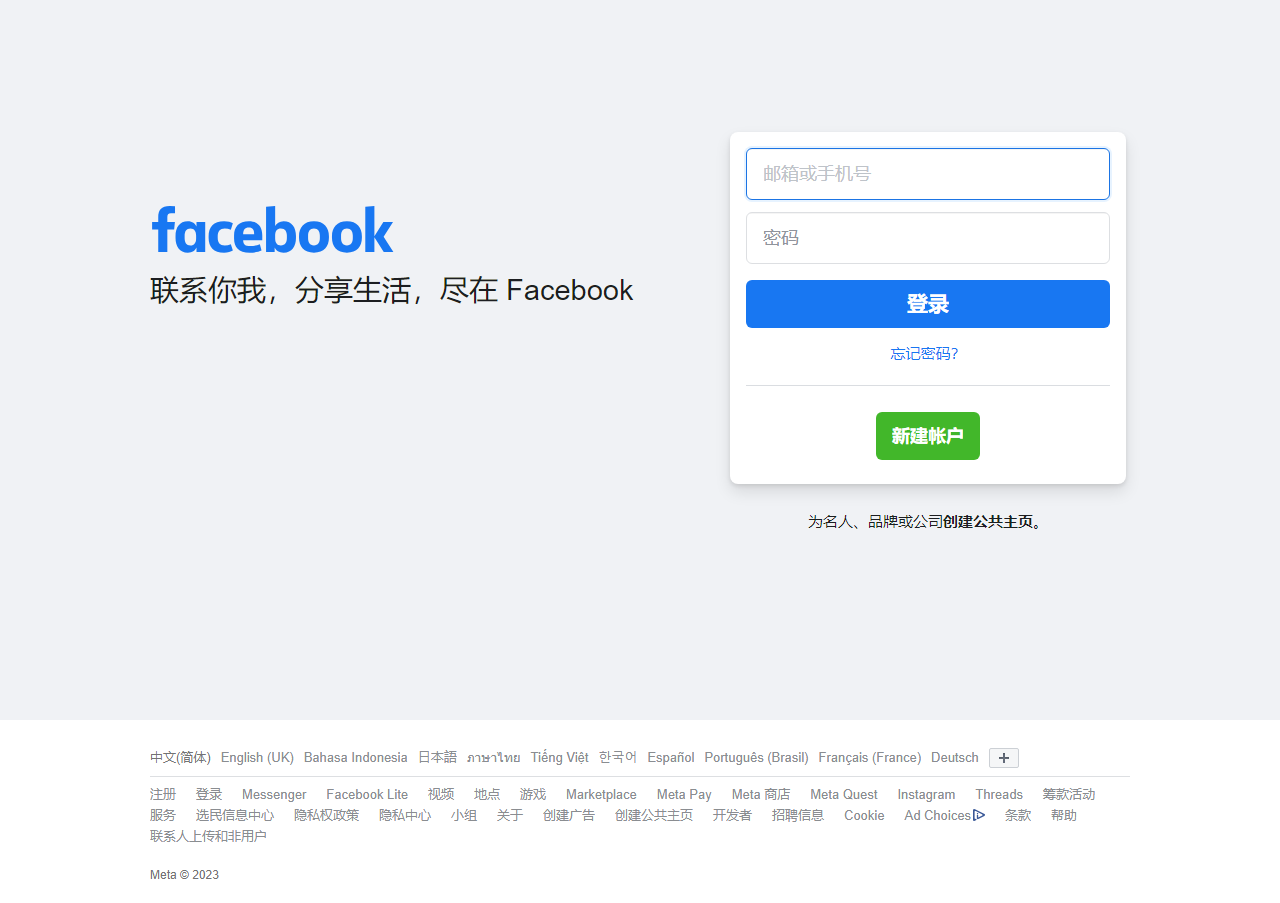 facebook
联系你我，分享生活，尽在 Facebook
邮箱或手机号
密码
登录
忘记密码？
新建帐户
为名人、品牌或公司创建公共主页。
中文(简体) English (UK) Bahasa Indonesia 日本語 ภาษาไทย Tiếng Việt 한국어 Español Português (Brasil) Français (France) Deutsch
注册 登录 Messenger Facebook Lite 视频 地点 游戏 Marketplace Meta Pay Meta 商店 Meta Quest Instagram Threads 筹款活动
服务 选民信息中心 隐私权政策 隐私中心 小组 关于 创建广告 创建公共主页 开发者 招聘信息 Cookie Ad Choices 条款 帮助
联系人上传和非用户
Meta © 2023